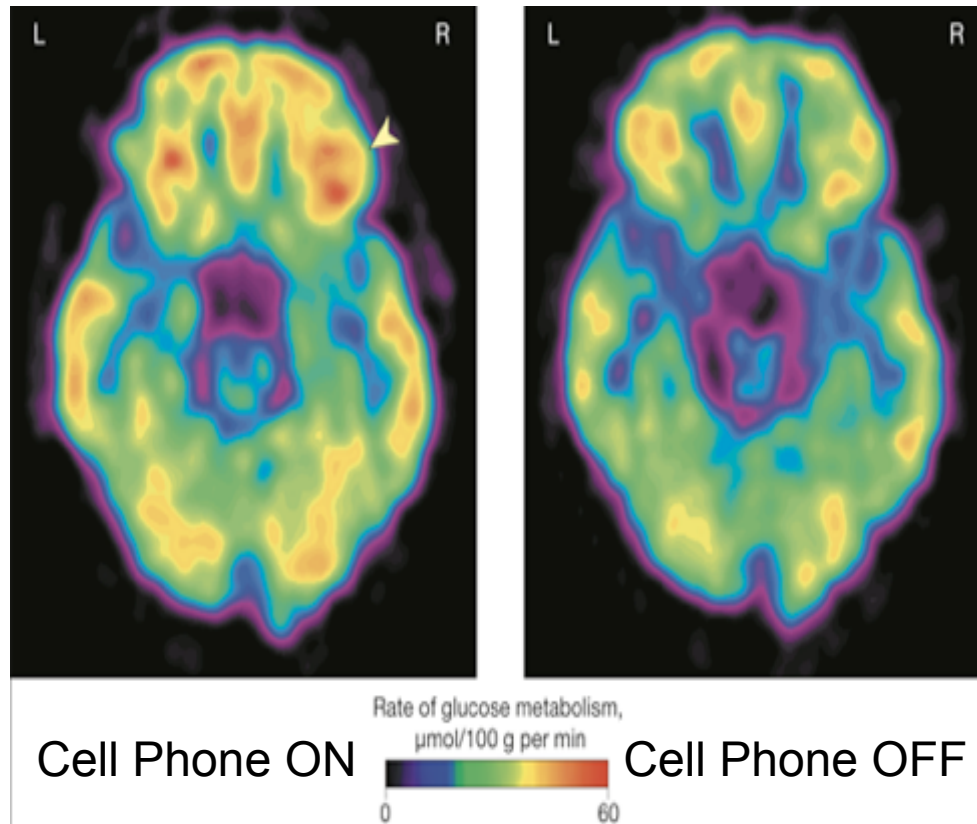 L R L R
Rate of glucose metabolism,
μmol/100 g per min
Cell Phone ON Cell Phone OFF
0 60